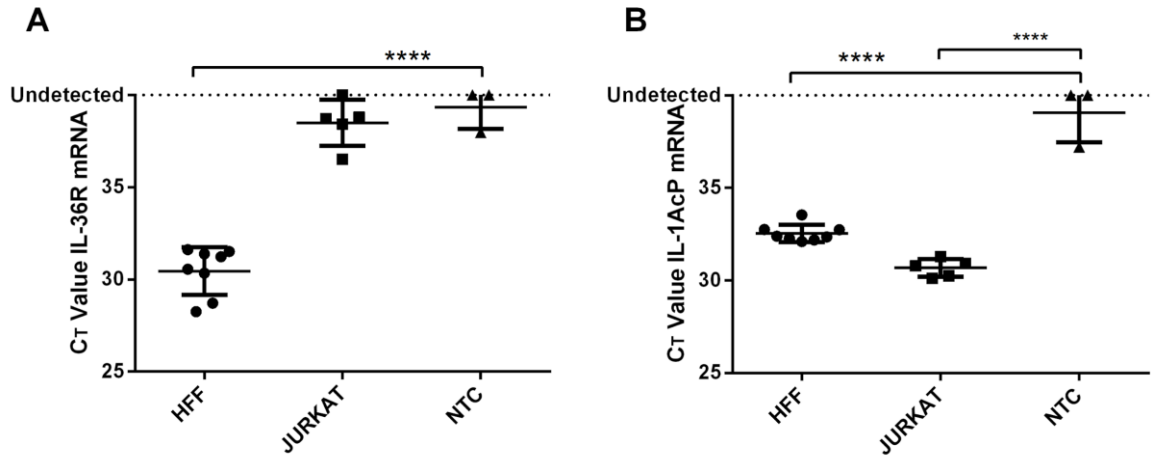 A
****
Undetected
35
30
25
CT Value IL-36R mRNA
HFF
JURKAT
NTC
B
****
****
Undetected
35
30
25
CT Value IL-1AcP mRNA
HFF
JURKAT
NTC